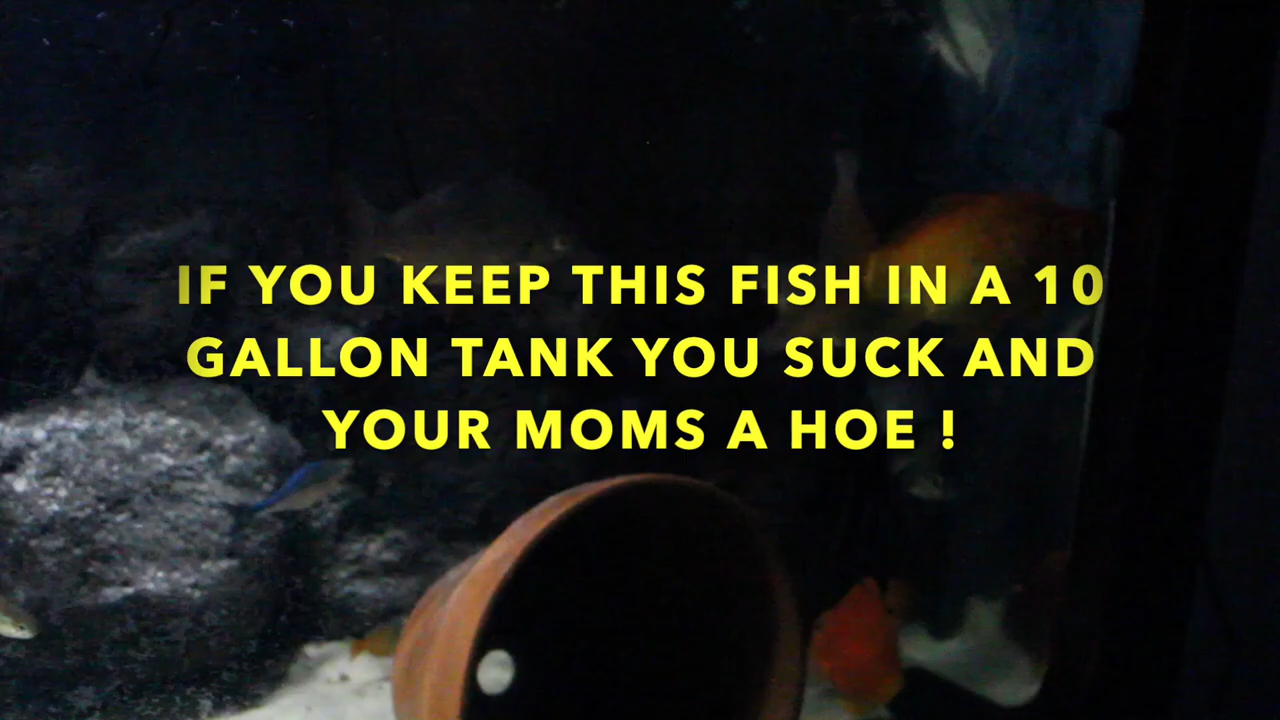 IF YOU KEEP THIS FISH IN A 10
GALLON TANK YOU SUCK AND
YOUR MOMS A HOE !